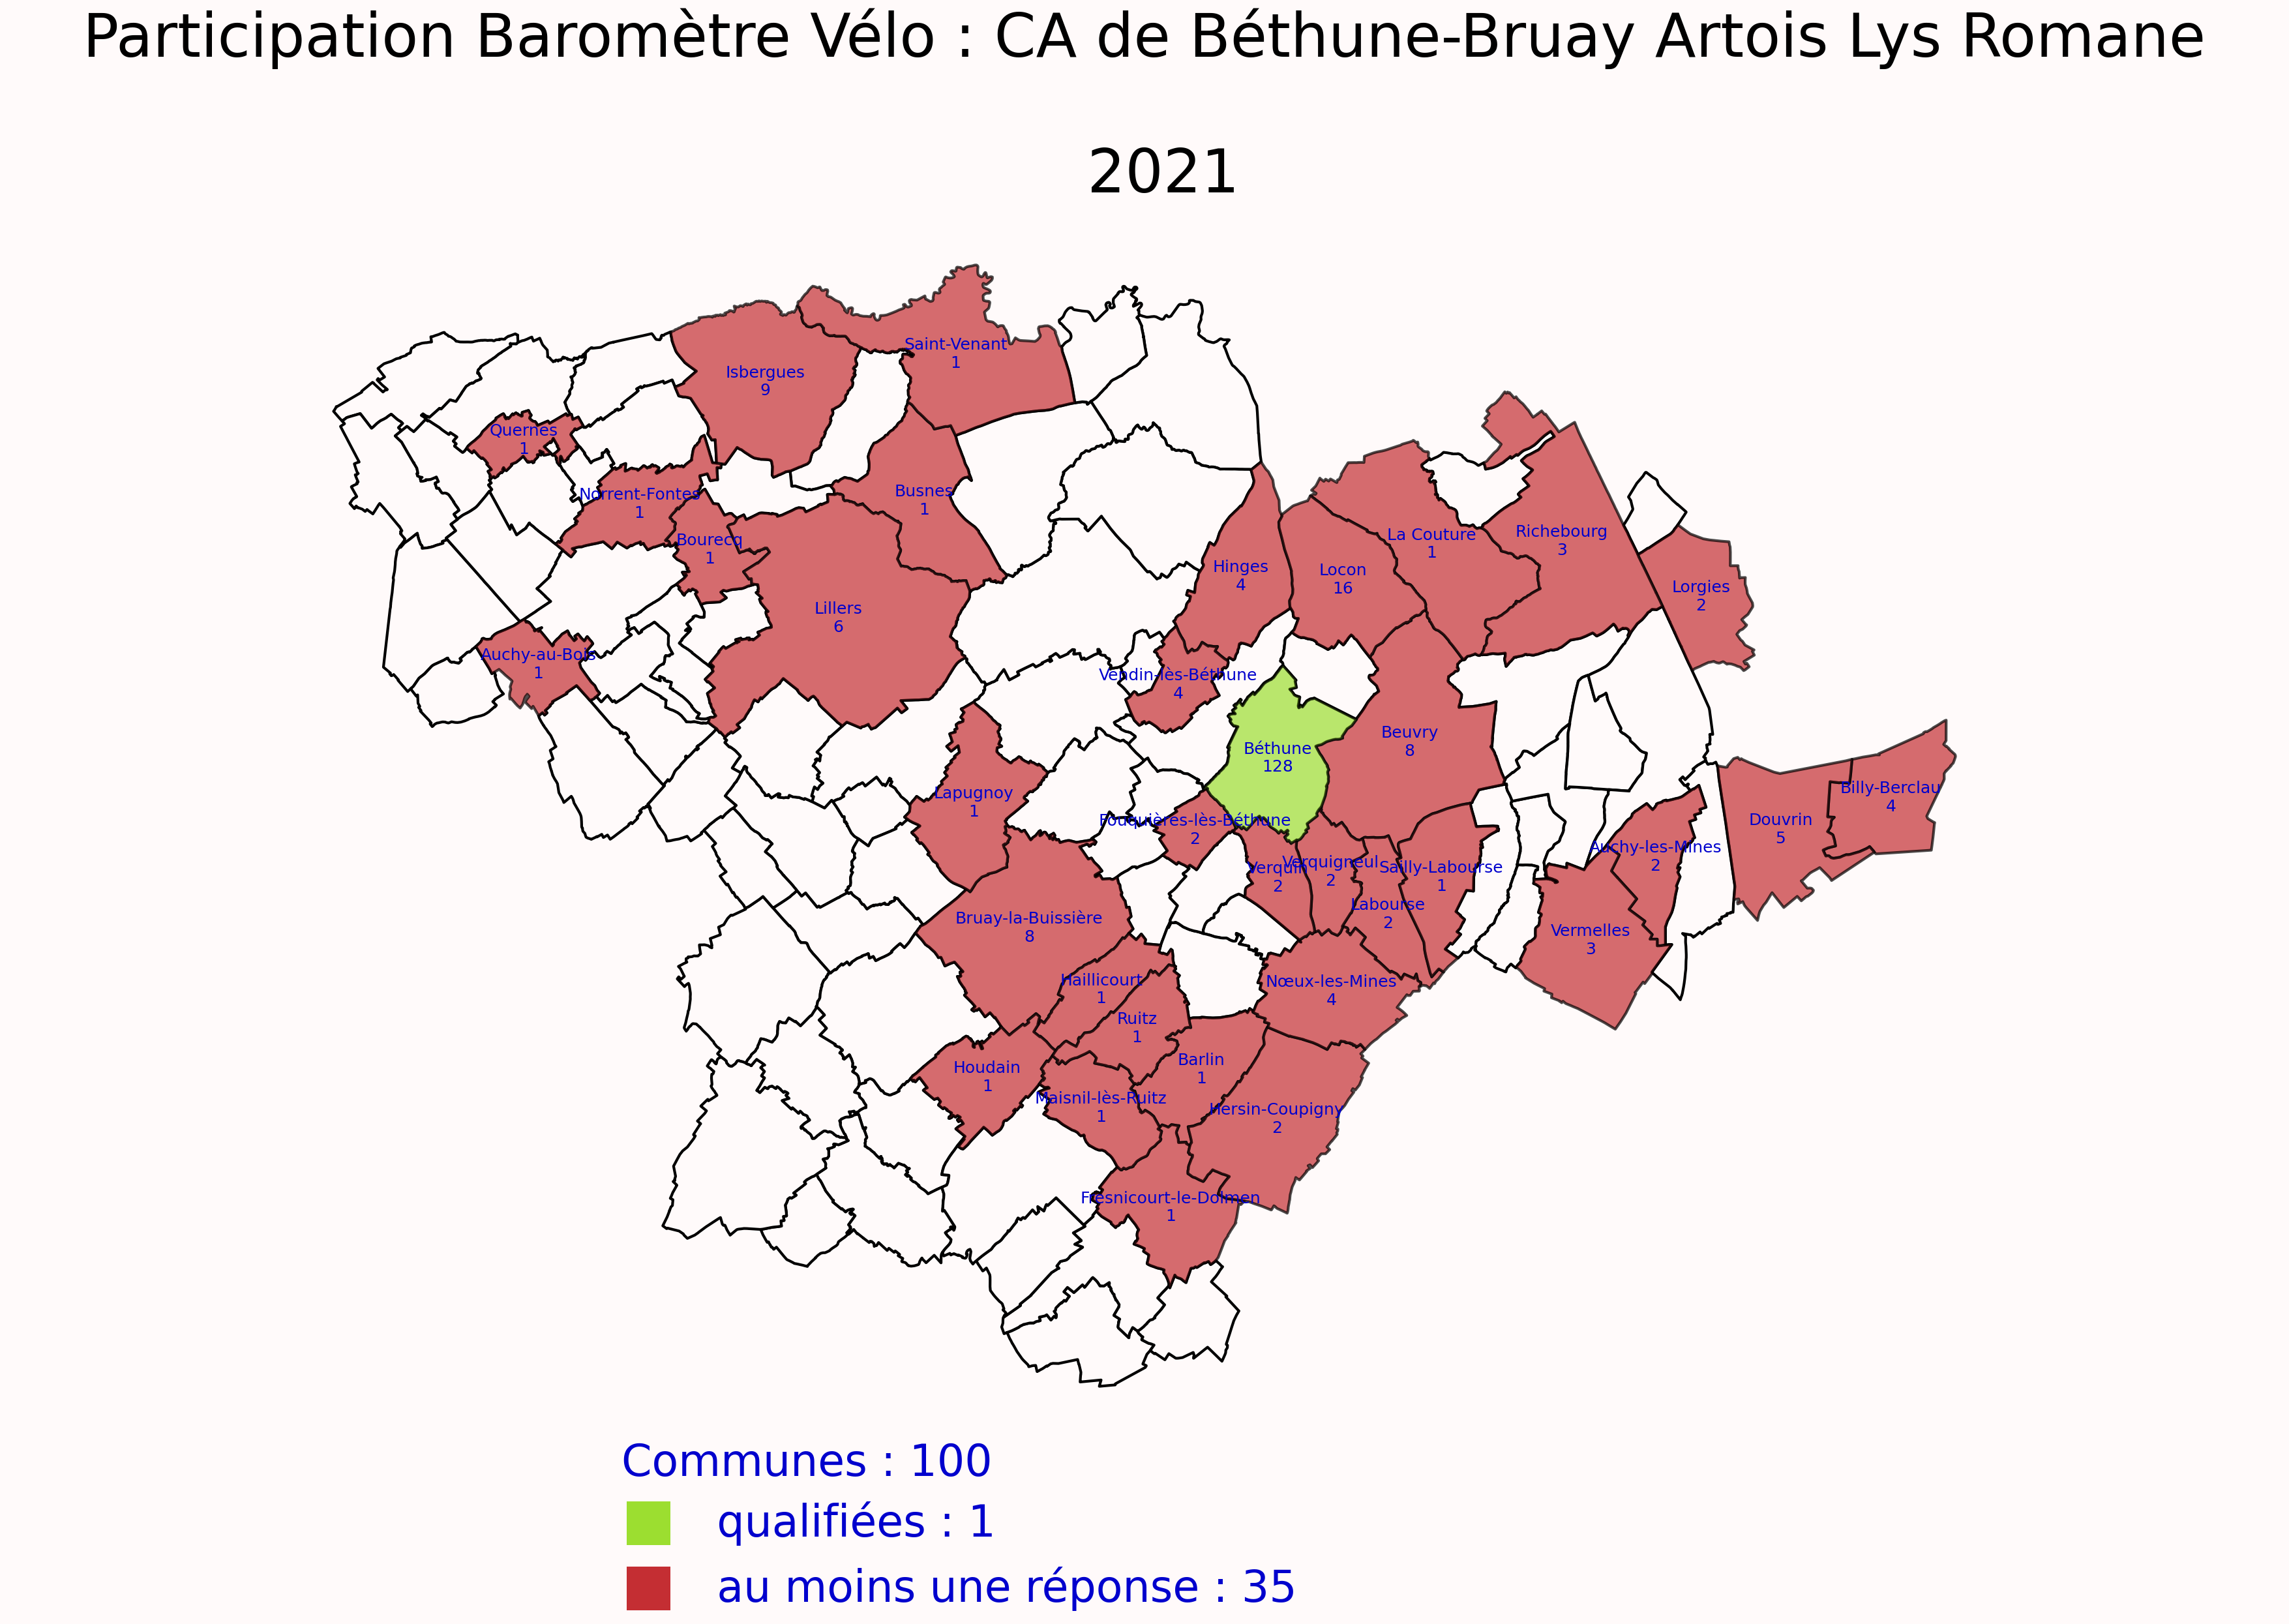 Participation Baromètre Vélo : CA de Béthune-Bruay Artois Lys Romane
2021
Saint-Venant
1
Isbergues
9
Quernes
1
Norrent-Fontes
1
Busnes
1
Bourecq
1
La Couture
1
Richebourg
3
Hinges
4
Locon
16
Lorgies
2
Lillers
6
Auchy-au-Bois
1
Vendin-lès-Béthune
4
Béthune
128
Beuvry
8
Lapugnoy
1
Billy-Berclau
4
Fouquières-lès-Béthune
2
Douvrin
5
Auchy-les-Mines
2
Verquin
2
Verquigneul
2
Sailly-Labourse
1
Labourse
2
Bruay-la-Buissière
8
Vermelles
3
Haillicourt
1
Nœux-les-Mines
4
Ruitz
1
Houdain
1
Barlin
1
Maisnil-lès-Ruitz
1
Hersin-Coupigny
2
Fresnicourt-le-Dolmen
1
Communes : 100
qualifiées : 1
au moins une réponse : 35